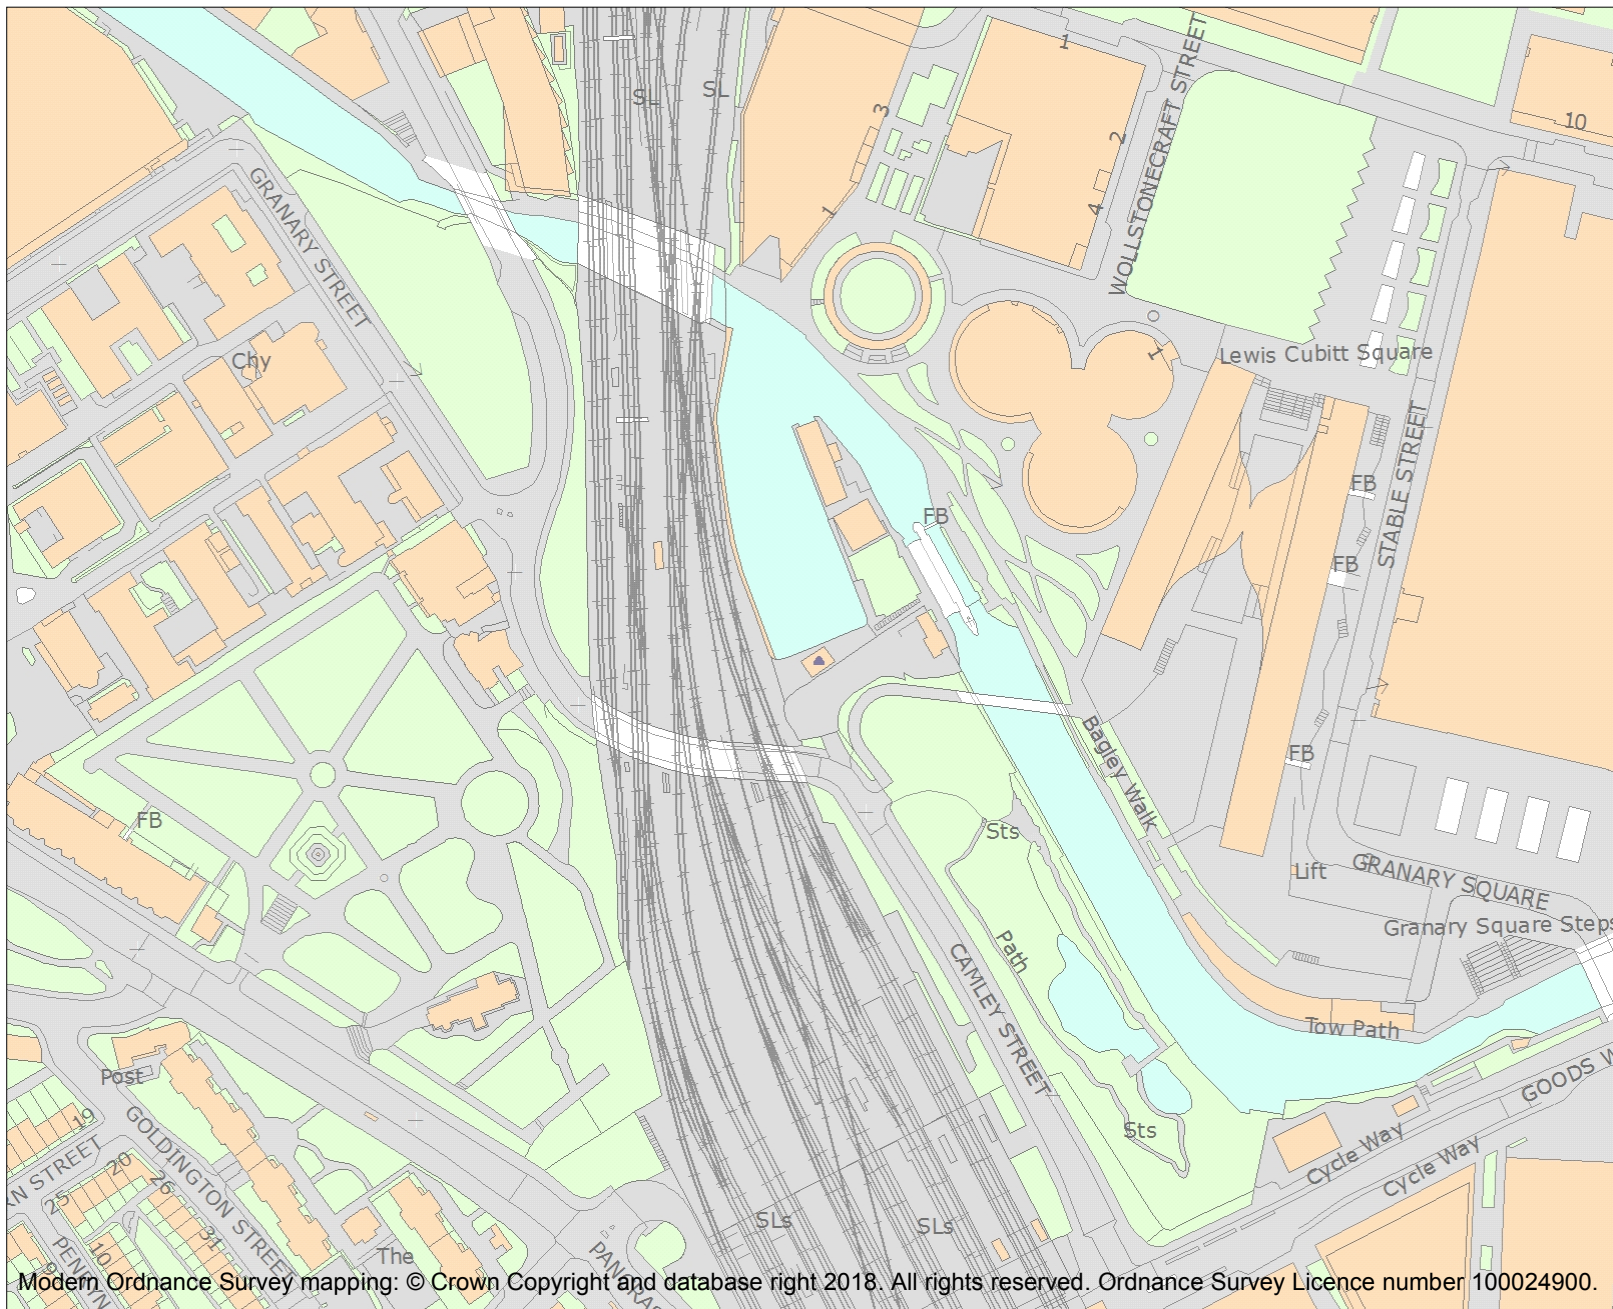 SL
SL
1
3
2
4
1
WOLLSTONECRAFT STREET
10
GRANARY STREET
Chy
1
Lewis Cubitt Square
STABLE STREET
FB
FB
FB
FB
Bagley Walk
FB
Sts
Lift
GRANARY SQUARE
Granary Square Steps
Path
CAMLEY STREET
Tow Path
GOODS W
Post
19
GOLDINGTON STREET
20
26
25
31
10
9
Sts
Cycle Way
Cycle Way
SLs
SLs
The
Modern Ordnance Survey mapping: © Crown Copyright and database right 2018. All rights reserved. Ordnance Survey Licence number 100024900.